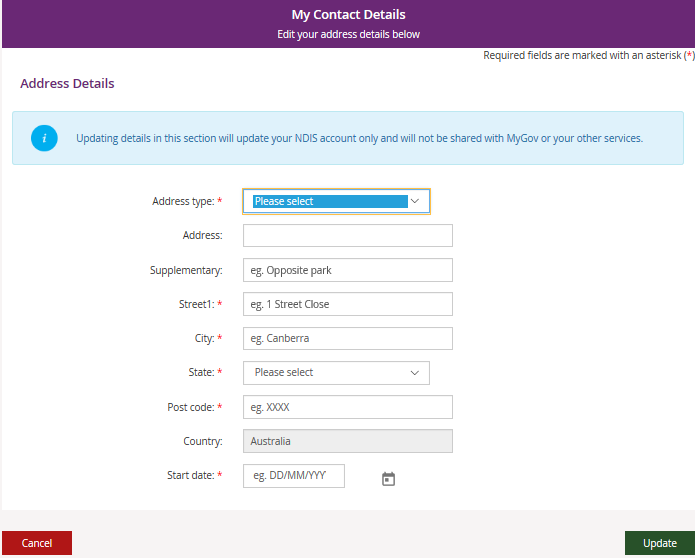 My Contact Details
Edit your address details below
Required fields are marked with an asterisk (*)
Address Details
i Updating details in this section will update your NDIS account only and will not be shared with MyGov or your other services.
Address type: * Please select
Address:
Supplementary: eg. Opposite park
Street1: * eg. 1 Street Close
City: * eg. Canberra
State: * Please select
Post code: * eg. XXXX
Country: Australia
Start date: * eg. DD/MM/YYY
Cancel Update